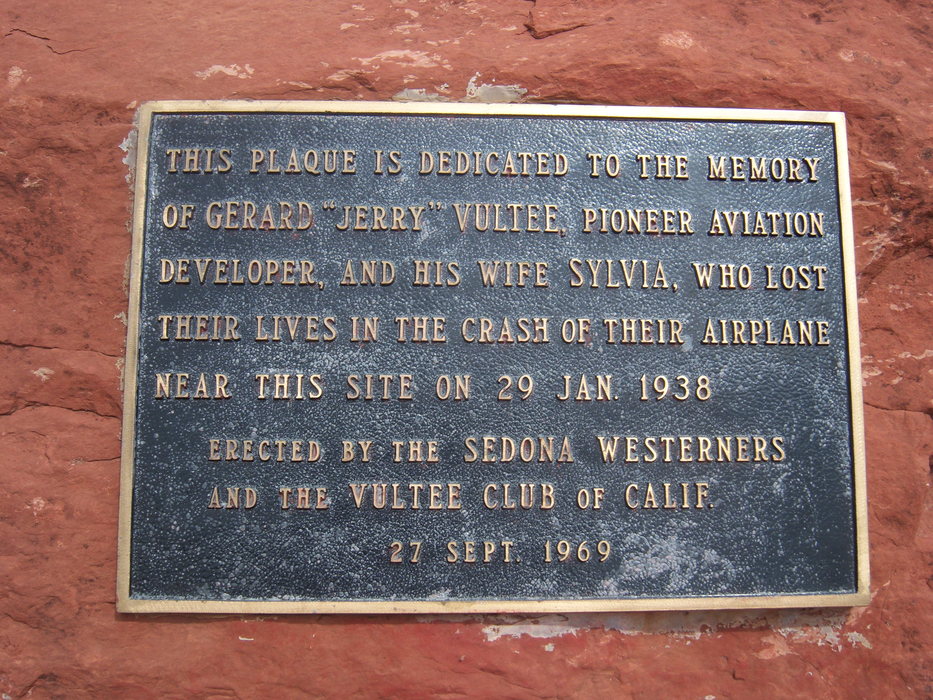 THIS PLAQUE IS DEDICATED TO THE MEMORY
OF GERARD "JERRY" VULTEE, PIONEER AVIATION
DEVELOPER, AND HIS WIFE SYLVIA, WHO LOST
THEIR LIVES IN THE CRASH OF THEIR AIRPLANE
NEAR THIS SITE ON 29 JAN. 1938
ERECTED BY THE SEDONA WESTERNERS
AND THE VULTEE CLUB OF CALIF.
27 SEPT. 1969